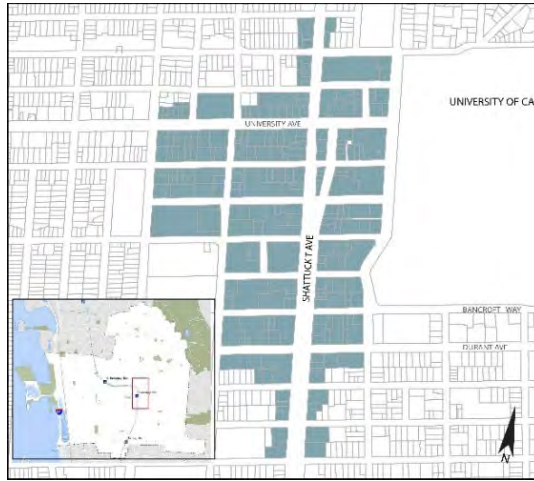 UNIVERSITY OF CA
UNIVERSITY AVE
SHATTUCK T AVE
BANCROFT WAY
DURANT AVE
N